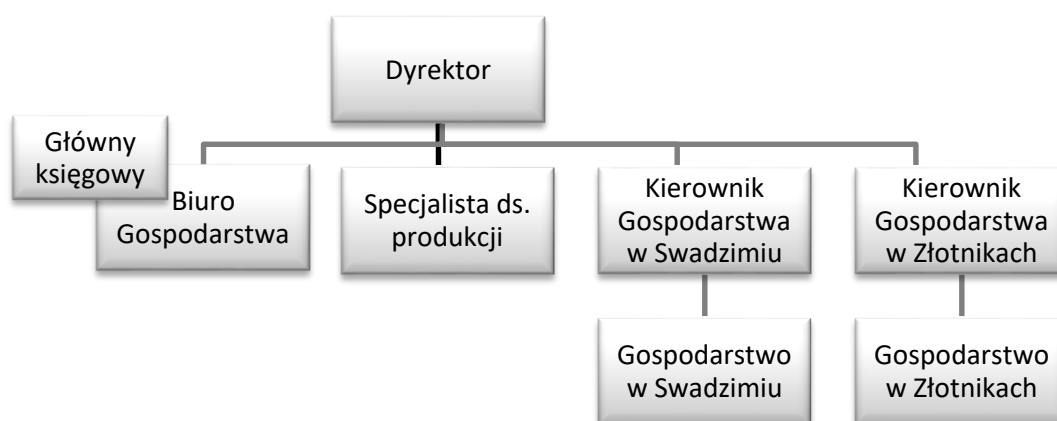 Dyrektor
Główny
księgowy
Biuro
Gospodarstwa
Specjalista ds.
produkcji
Kierownik
Gospodarstwa
w Swadzimiu
Kierownik
Gospodarstwa
w Złotnikach
Gospodarstwo
w Swadzimiu
Gospodarstwo
w Złotnikach